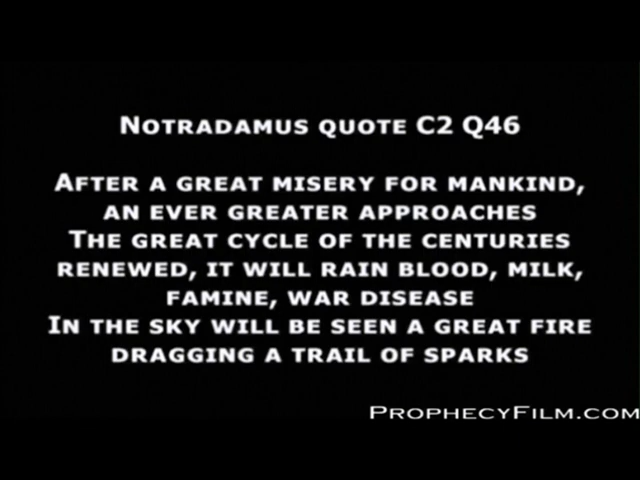 NOTRADAMUS QUOTE C2 Q46
AFTER A GREAT MISERY FOR MANKIND,
AN EVER GREATER APPROACHES
THE GREAT CYCLE OF THE CENTURIES
RENEWED, IT WILL RAIN BLOOD, MILK,
FAMINE, WAR DISEASE
IN THE SKY WILL BE SEEN A GREAT FIRE
DRAGGING A TRAIL OF SPARKS
PROPHECYFILM.COM